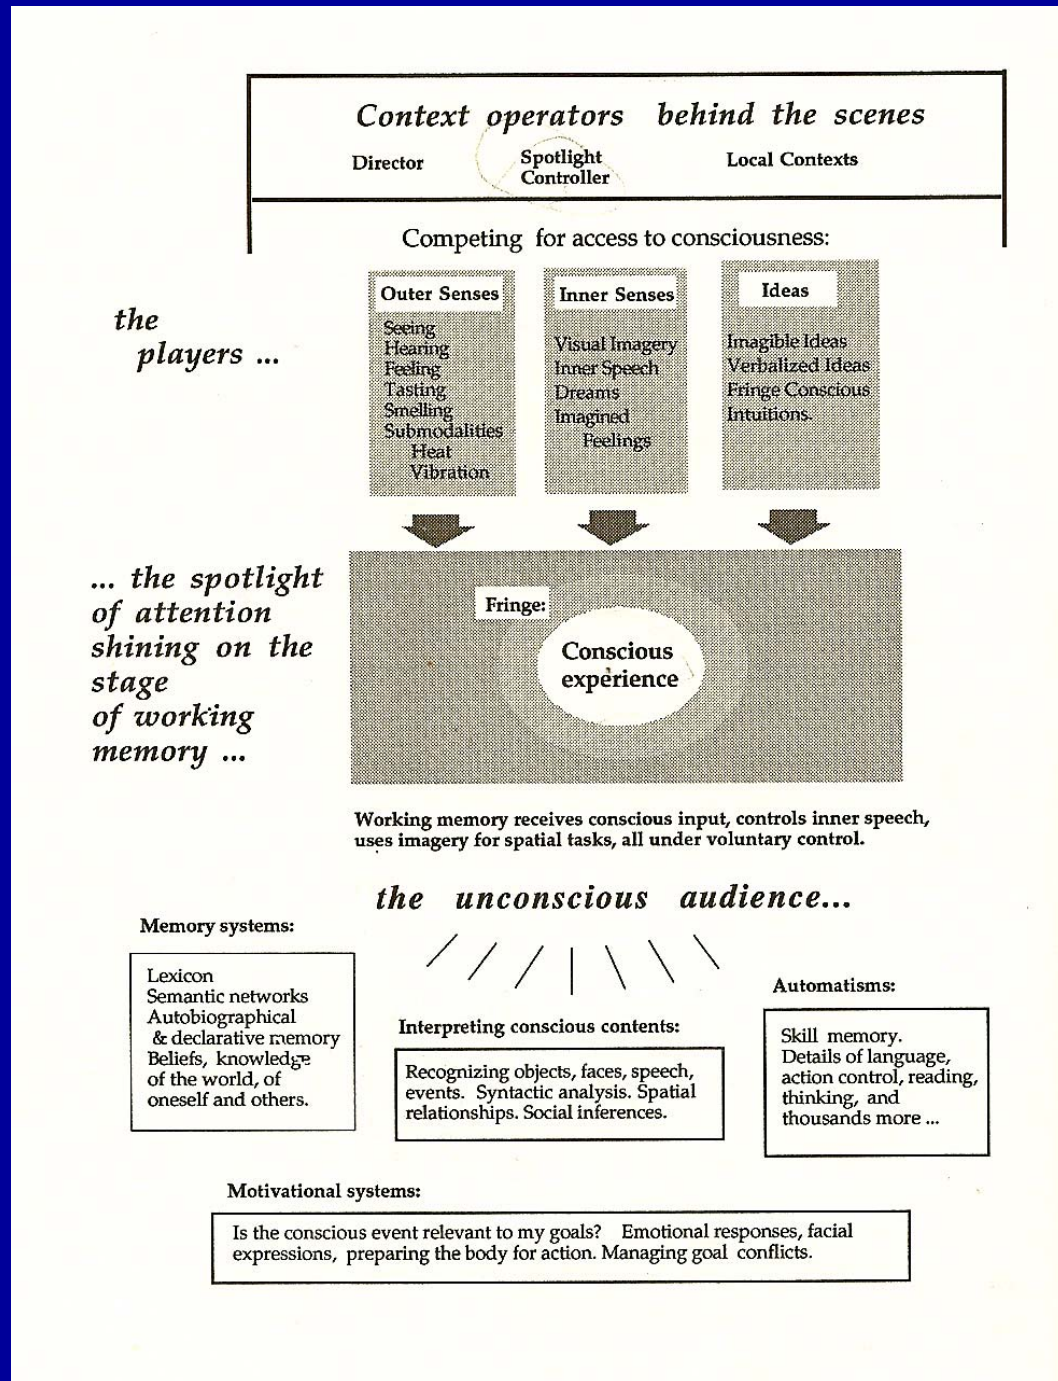 Context operators behind the scenes
Director
Spotlight
Controller
Local Contexts
Competing for access to consciousness:
the
players ...
Outer Senses
Seeing
Hearing
Feeling
Tasting
Smelling
Submodalities
Heat
Vibration
Inner Senses
Visual Imagery
Inner Speech
Dreams
Imagined
Feelings
Ideas
Imagible Ideas
Verbalized Ideas
Fringe Conscious
Intuitions.
... the spotlight
of attention
shining on the
stage
of working
memory ...
Fringe:
Conscious
experience
Working memory receives conscious input, controls inner speech,
uses imagery for spatial tasks, all under voluntary control.
the unconscious audience...
Memory systems:
Lexicon
Semantic networks
Autobiographical
& declarative memory
Beliefs, knowledge
of the world, of
oneself and others.
Interpreting conscious contents:
Recognizing objects, faces, speech,
events. Syntactic analysis. Spatial
relationships. Social inferences.
Automatisms:
Skill memory.
Details of language,
action control, reading,
thinking, and
thousands more ...
Motivational systems:
Is the conscious event relevant to my goals? Emotional responses, facial
expressions, preparing the body for action. Managing goal conflicts.